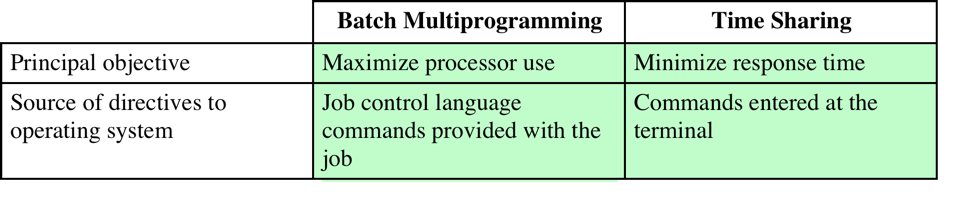 Batch Multiprogramming Time Sharing
Principal objective Maximize processor use Minimize response time
Source of directives to Job control language Commands entered at the
operating system commands provided with the terminal
job